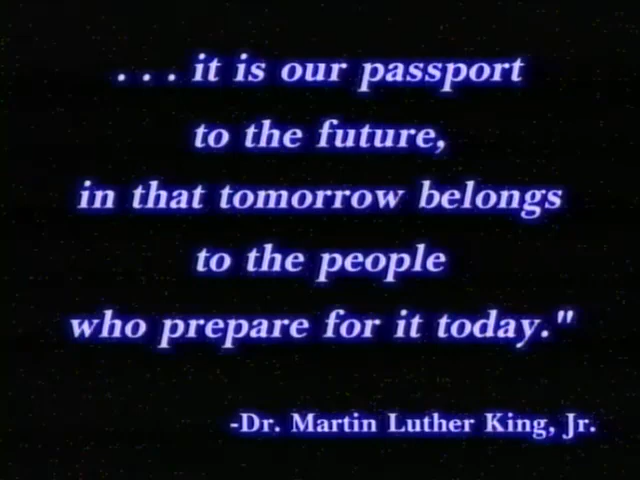 . . . it is our passport
to the future,
in that tomorrow belongs
to the people
who prepare for it today."
-Dr. Martin Luther King, Jr.